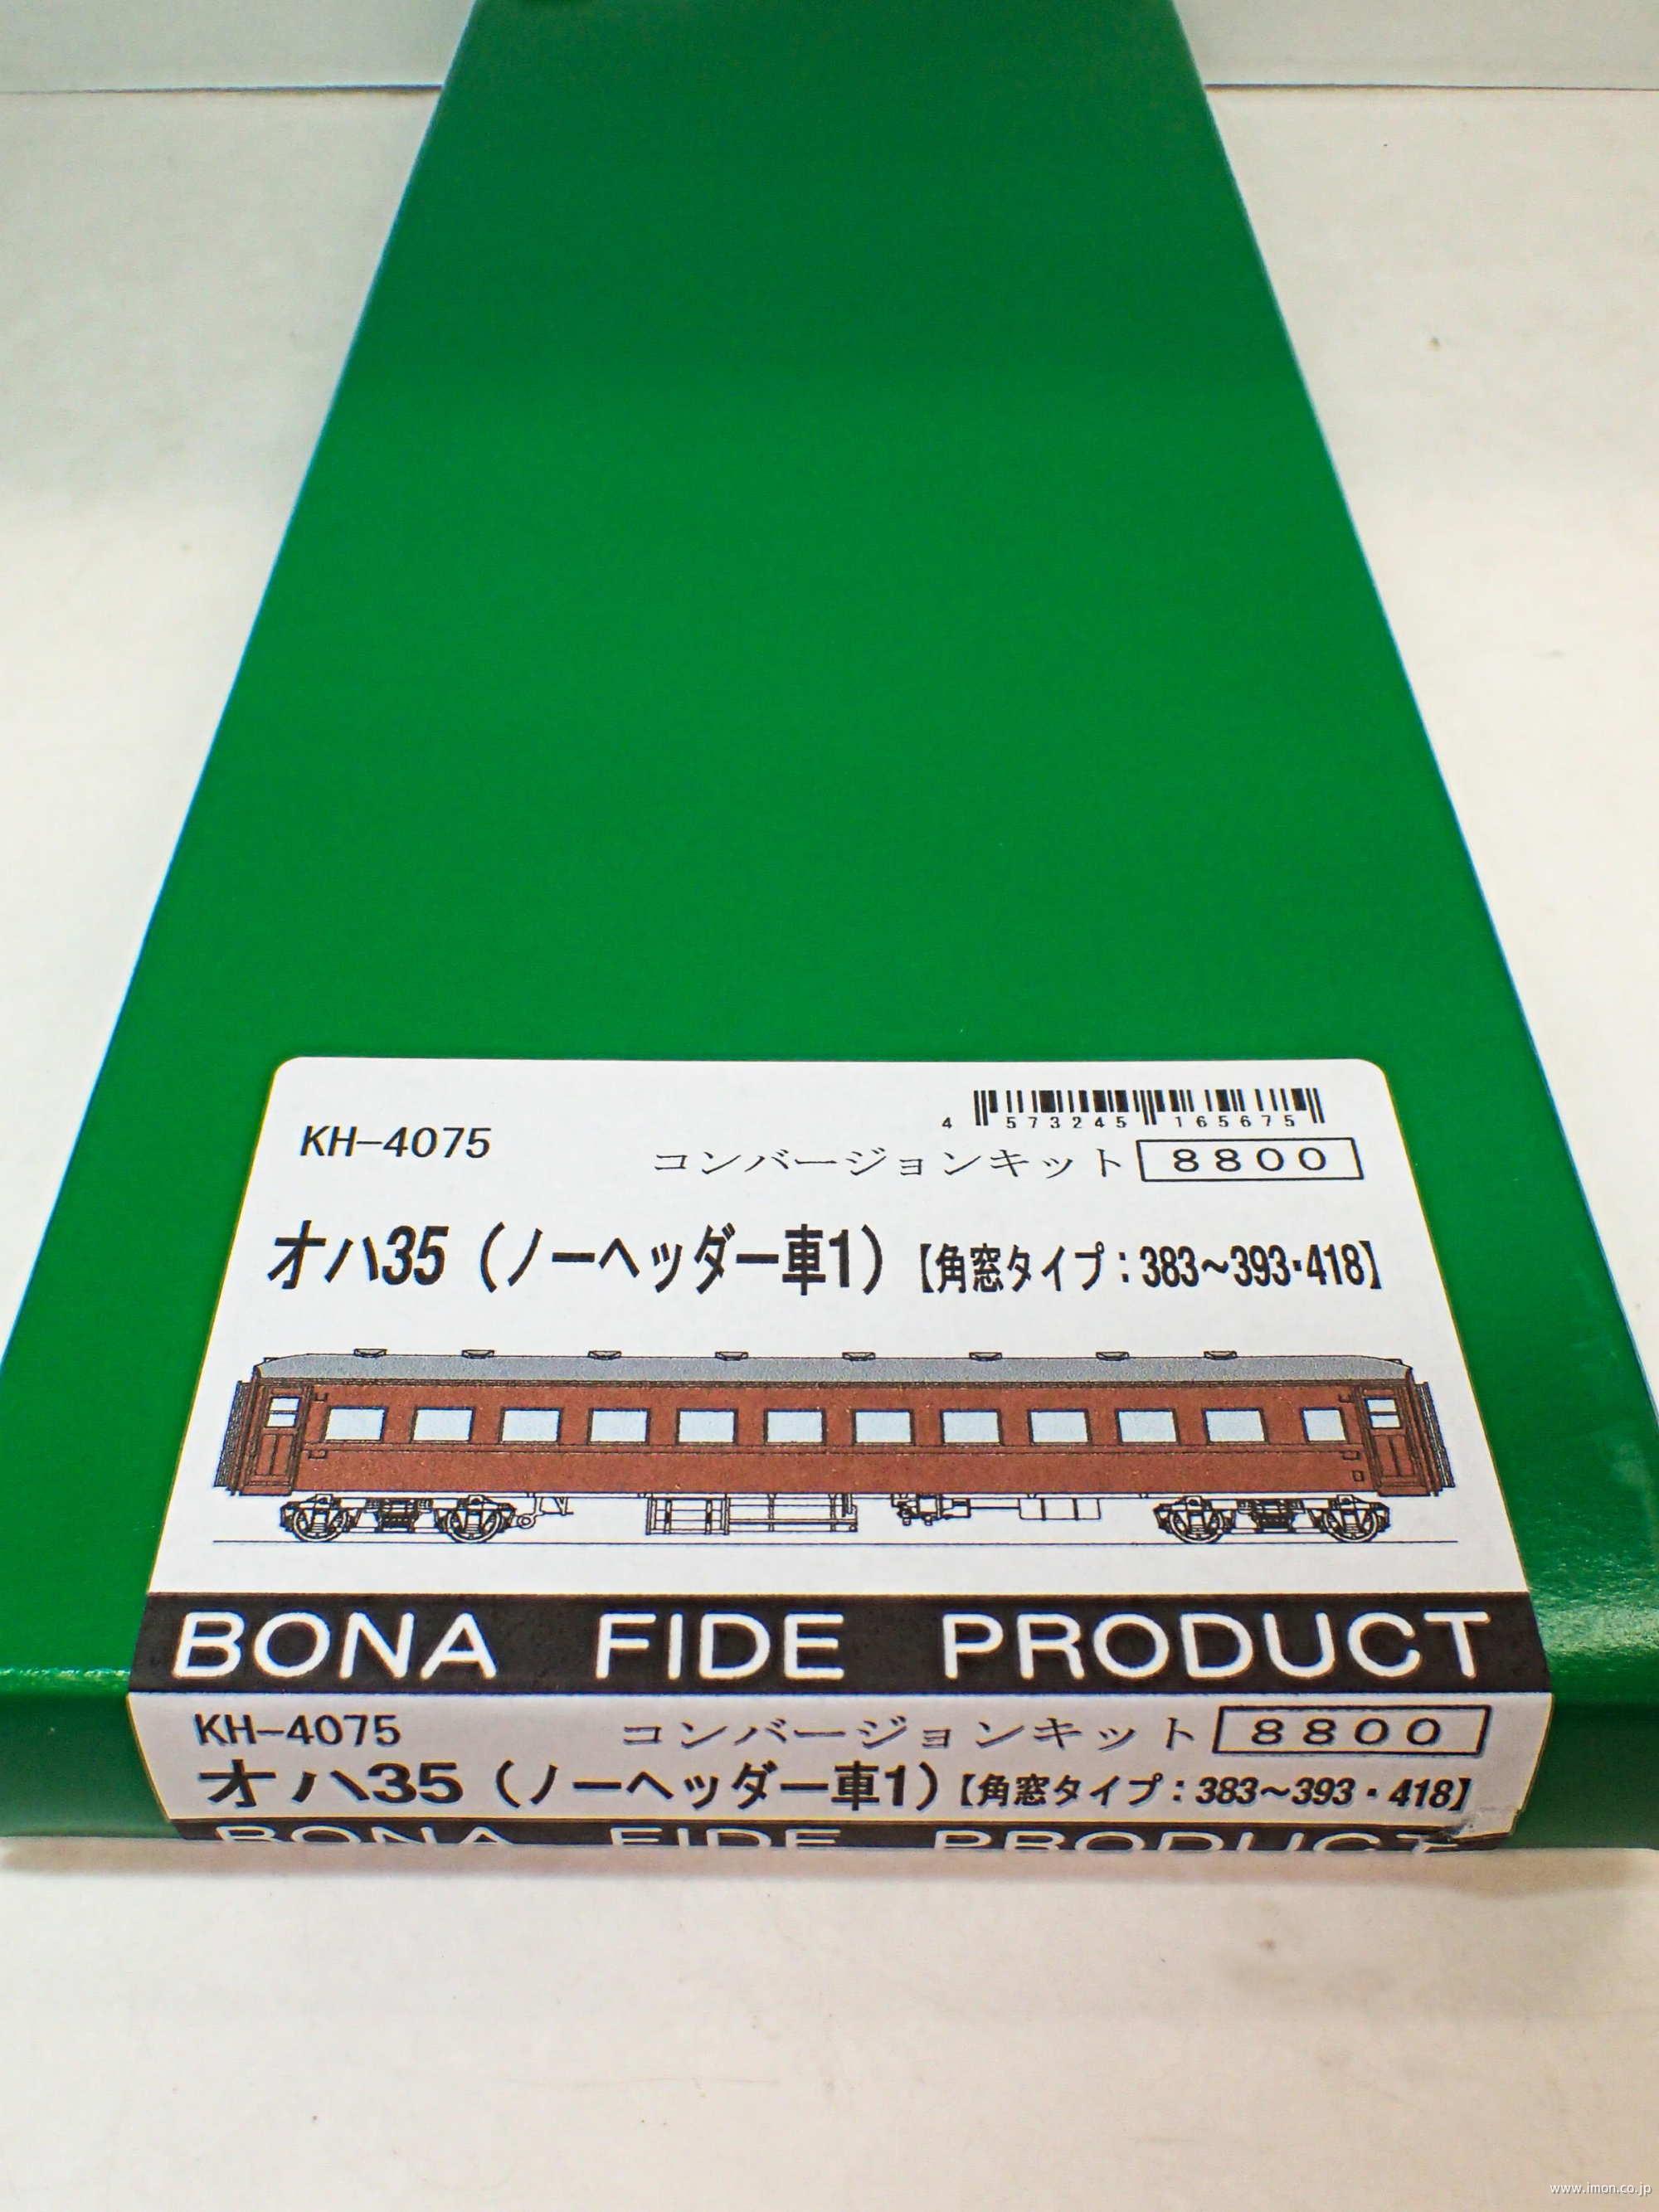 4 573245 165675
KH-4075
コンバージョンキット 8800
オハ35（ノーヘッダー車1）【角窓タイプ：383〜393・418】
BONA FIDE PRODUCT
KH-4075 コンバージョンキット 8800
オハ35（ノーヘッダー車1）【角窓タイプ：383〜393・418】
BONA FIDE PRODUCT
www.imon.co.jp